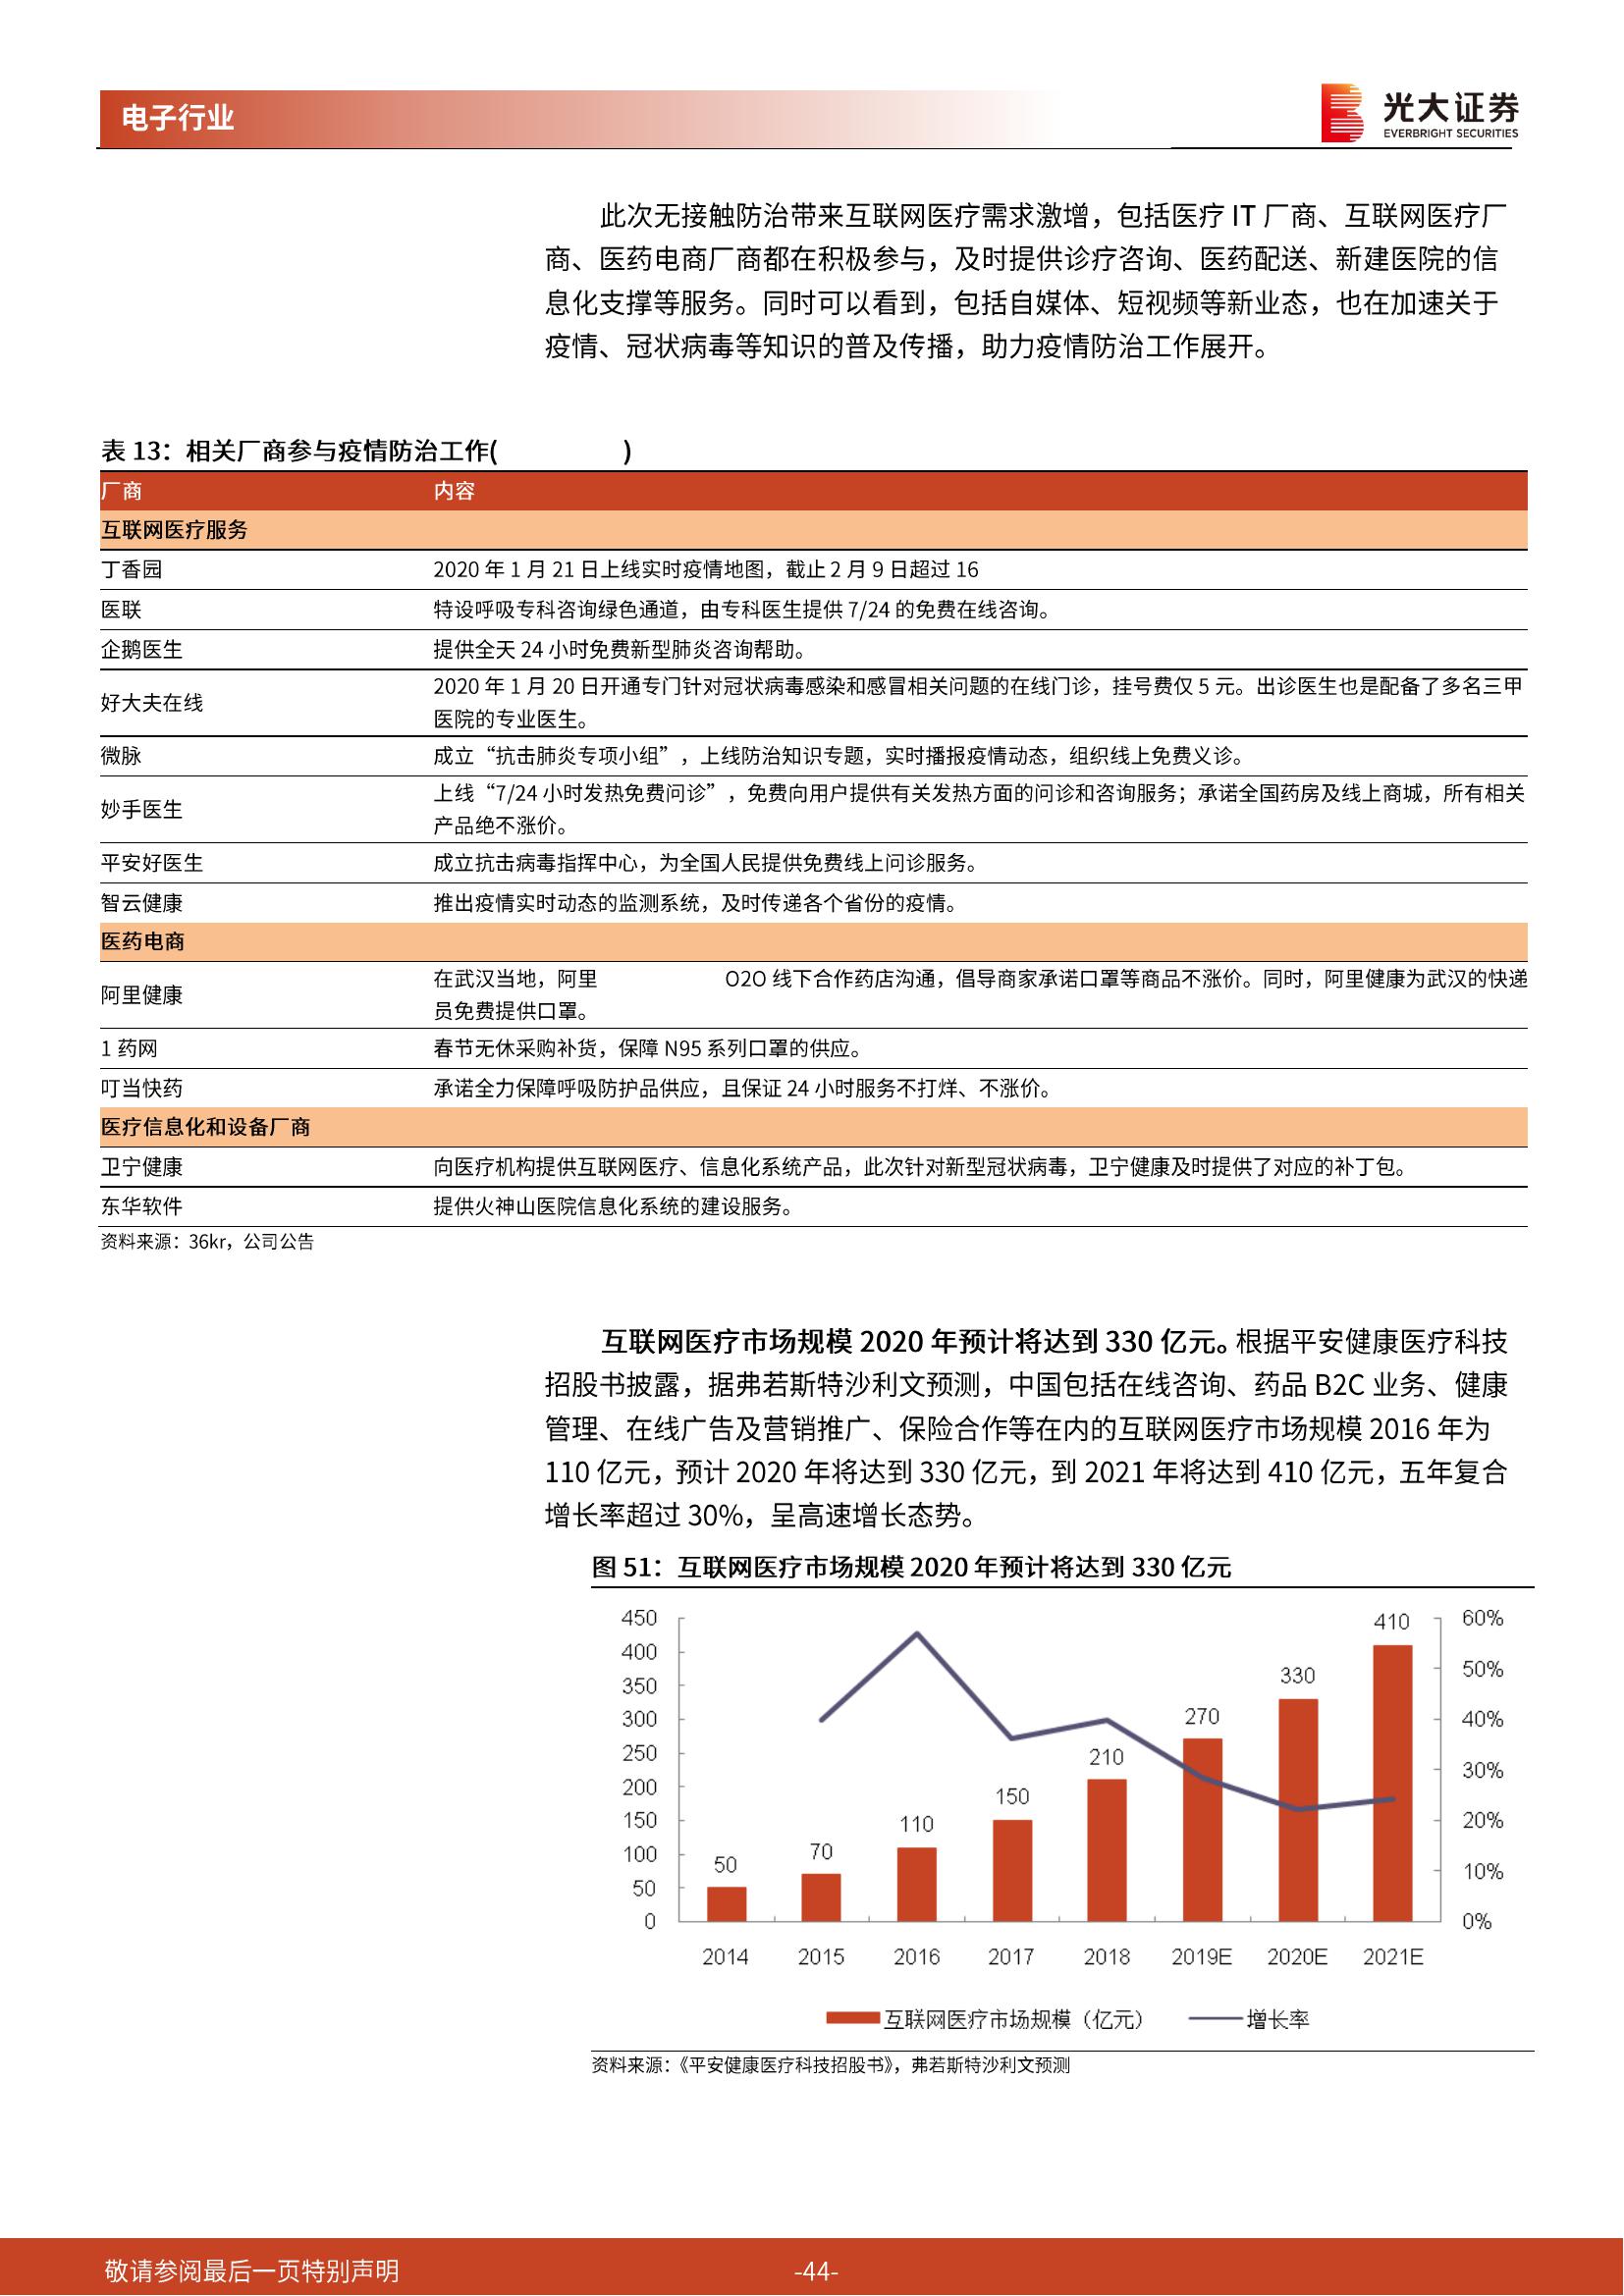 电子行业
光大证券
EVERBRIGHT SECURITIES
此次无接触防治带来互联网医疗需求激增，包括医疗 IT 厂商、互联网医疗厂
商、医药电商厂商都在积极参与，及时提供诊疗咨询、医药配送、新建医院的信
息化支撑等服务。同时可以看到，包括自媒体、短视频等新业态，也在加速关于
疫情、冠状病毒等知识的普及传播，助力疫情防治工作展开。
表 13：相关厂商参与疫情防治工作( )
厂商 内容
互联网医疗服务
丁香园 2020 年 1 月 21 日上线实时疫情地图，截止 2 月 9 日超过 16
医联 特设呼吸专科咨询绿色通道，由专科医生提供 7/24 的免费在线咨询。
企鹅医生 提供全天 24 小时免费新型肺炎咨询帮助。
好大夫在线 2020 年 1 月 20 日开通专门针对冠状病毒感染和感冒相关问题的在线门诊，挂号费仅 5 元。出诊医生也是配备了多名三甲
医院的专业医生。
微脉 成立“抗击肺炎专项小组”，上线防治知识专题，实时播报疫情动态，组织线上免费义诊。
妙手医生 上线“7/24 小时发热免费问诊”，免费向用户提供有关发热方面的问诊和咨询服务；承诺全国药房及线上商城，所有相关
产品绝不涨价。
平安好医生 成立抗击病毒指挥中心，为全国人民提供免费线上问诊服务。
智云健康 推出疫情实时动态的监测系统，及时传递各个省份的疫情。
医药电商
阿里健康 在武汉当地，阿里 O2O 线下合作药店沟通，倡导商家承诺口罩等商品不涨价。同时，阿里健康为武汉的快递
员免费提供口罩。
1 药网 春节无休采购补货，保障 N95 系列口罩的供应。
叮当快药 承诺全力保障呼吸防护品供应，且保证 24 小时服务不打烊、不涨价。
医疗信息化和设备厂商
卫宁健康 向医疗机构提供互联网医疗、信息化系统产品，此次针对新型冠状病毒，卫宁健康及时提供了对应的补丁包。
东华软件 提供火神山医院信息化系统的建设服务。
资料来源：36kr，公司公告
互联网医疗市场规模 2020 年预计将达到 330 亿元。根据平安健康医疗科技
招股书披露，据弗若斯特沙利文预测，中国包括在线咨询、药品 B2C 业务、健康
管理、在线广告及营销推广、保险合作等在内的互联网医疗市场规模 2016 年为
110 亿元，预计 2020 年将达到 330 亿元，到 2021 年将达到 410 亿元，五年复合
增长率超过 30%，呈高速增长态势。
图 51：互联网医疗市场规模 2020 年预计将达到 330 亿元
450 410 60%
400 330 50%
350
300 270 40%
250 210 30%
200
150 150 20%
110
100 70 10%
50 50
0 0%
2014 2015 2016 2017 2018 2019E 2020E 2021E
互联网医疗市场规模（亿元） 增长率
资料来源：《平安健康医疗科技招股书》，弗若斯特沙利文预测
敬请参阅最后一页特别声明 -44-